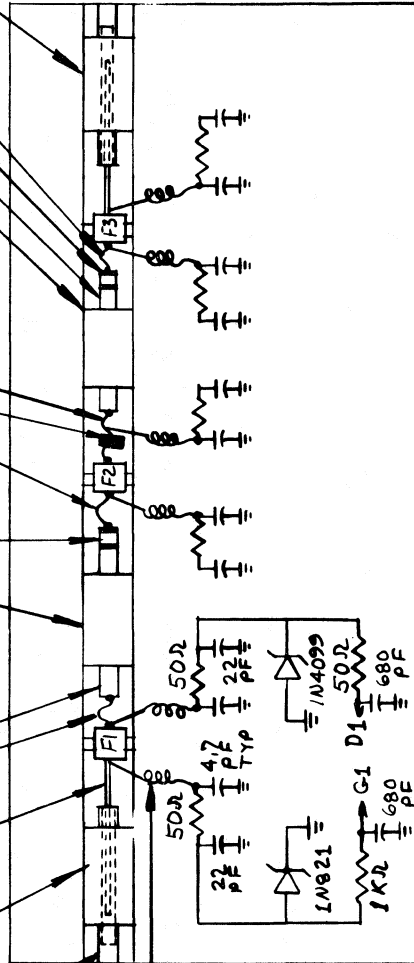 F3
F2
F1
50Ω
22
PF
1N4099
50Ω
680
PF
D1
4.7
PF
TYP
50Ω
22
PF
1N821
G1
1KΩ
680
PF